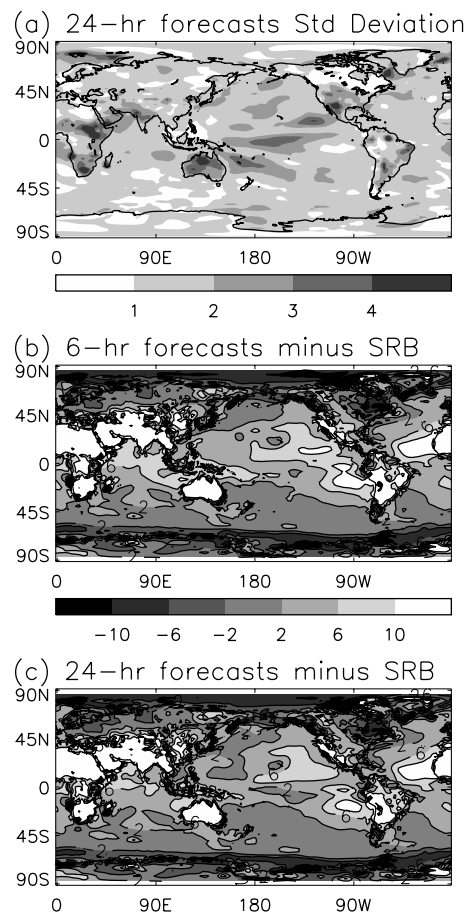 (a) 24-hr forecasts Std Deviation
90N
45N
0
45S
90S
0 90E 180 90W
1 2 3 4
(b) 6-hr forecasts minus SRB
90N
45N
0
45S
90S
0 90E 180 90W
-10 -6 -2 2 6 10
(c) 24-hr forecasts minus SRB
90N
45N
0
45S
90S
0 90E 180 90W